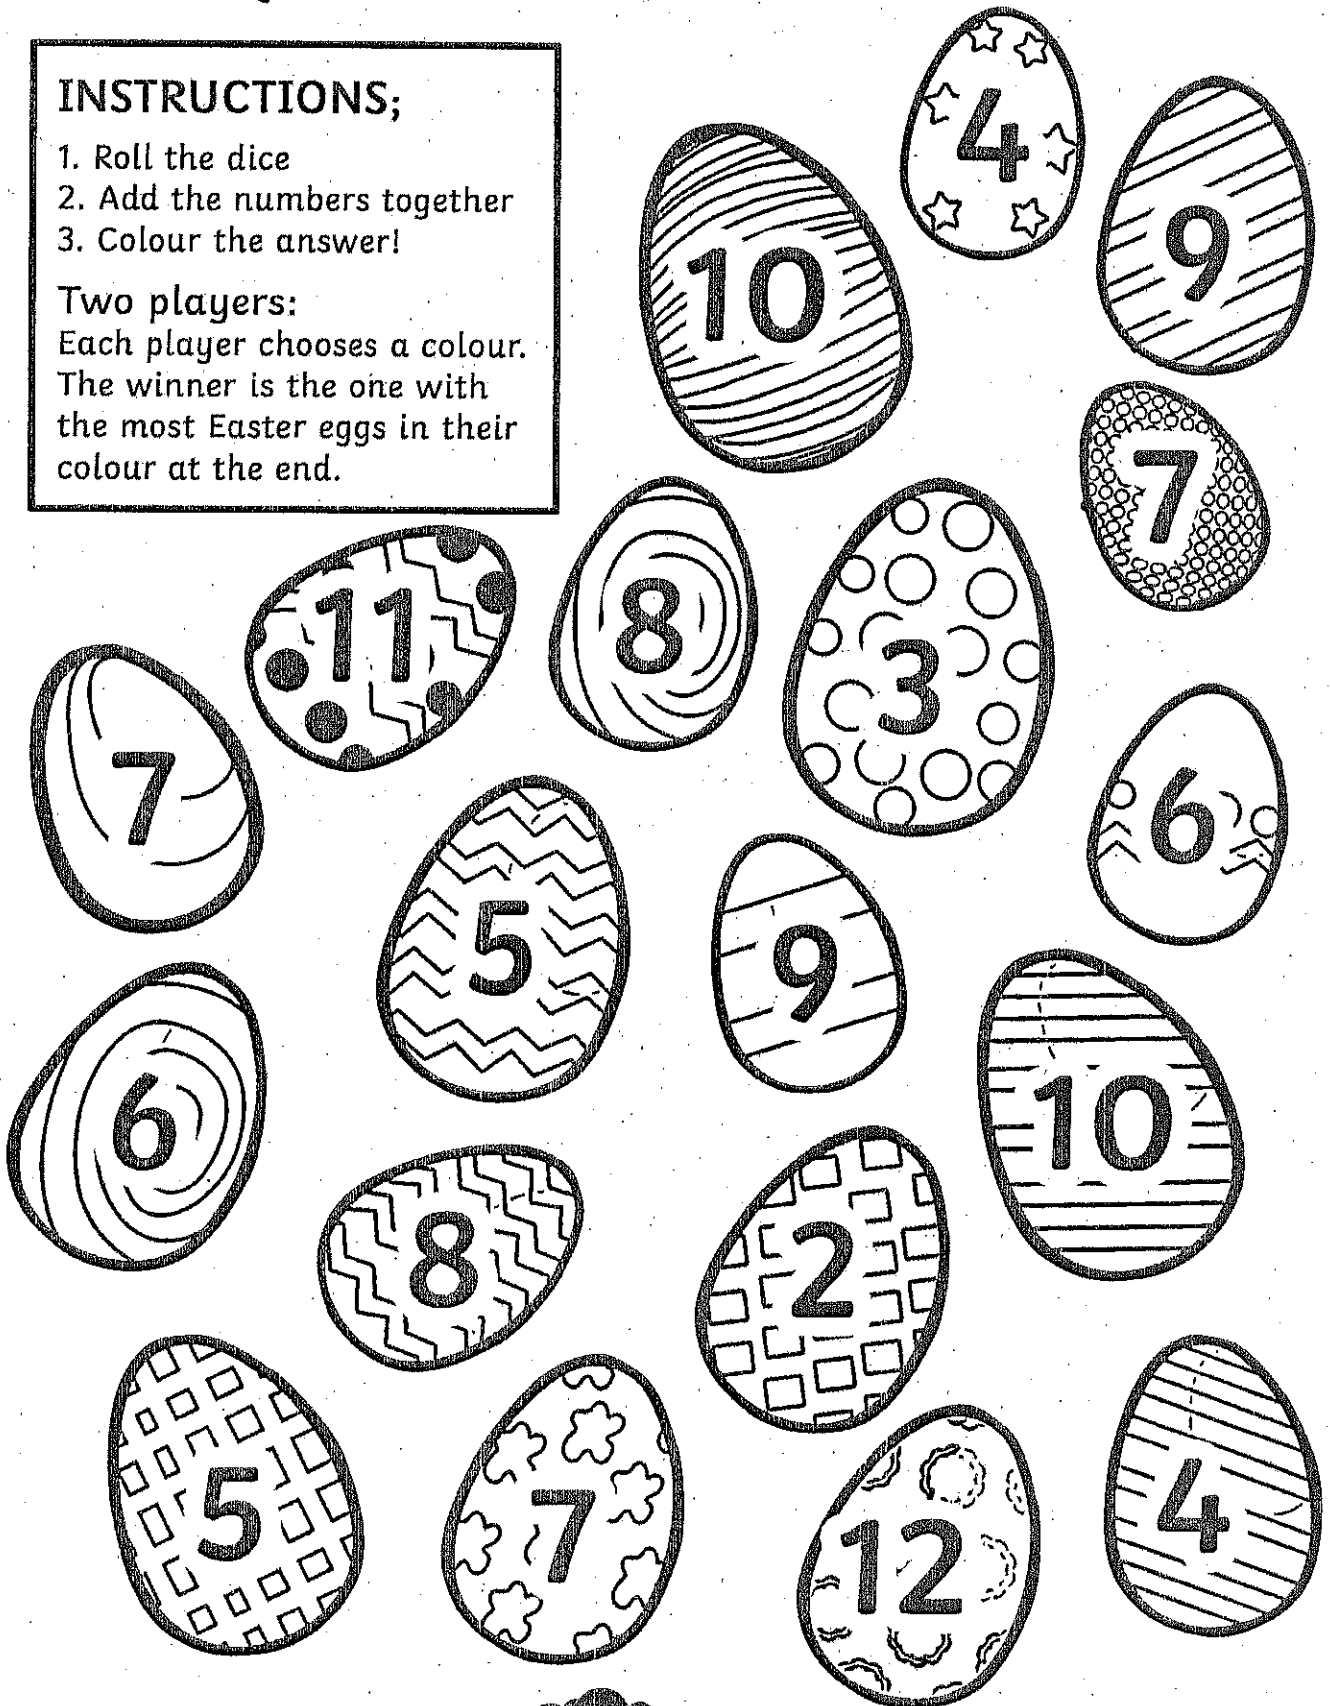 INSTRUCTIONS;
1. Roll the dice
2. Add the numbers together
3. Colour the answer!
Two players:
Each player chooses a colour.
The winner is the one with
the most Easter eggs in their
colour at the end.
4
9
10
7
11
8
3
7
6
5
9
6
10
8
2
5
7
12
4